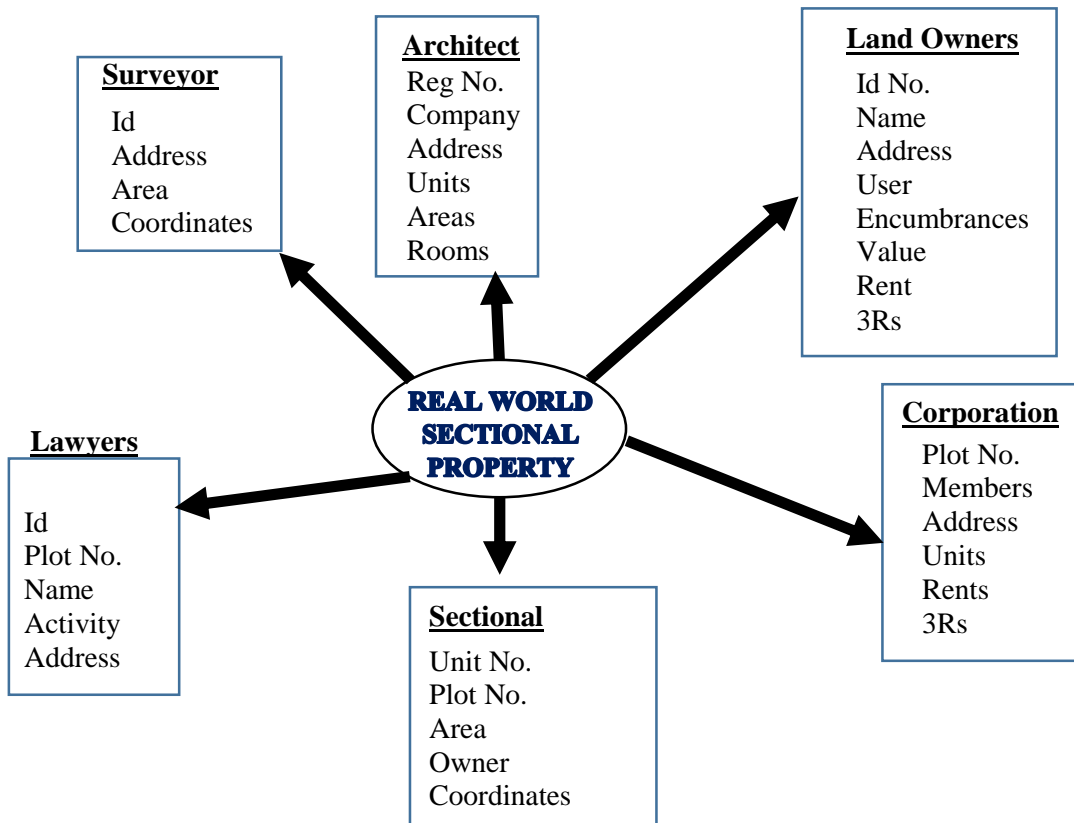 Surveyor
Id
Address
Area
Coordinates
Architect
Reg No.
Company
Address
Units
Areas
Rooms
Land Owners
Id No.
Name
Address
User
Encumbrances
Value
Rent
3Rs
REAL WORLD
SECTIONAL
PROPERTY
Lawyers
Id
Plot No.
Name
Activity
Address
Sectional
Unit No.
Plot No.
Area
Owner
Coordinates
Corporation
Plot No.
Members
Address
Units
Rents
3Rs